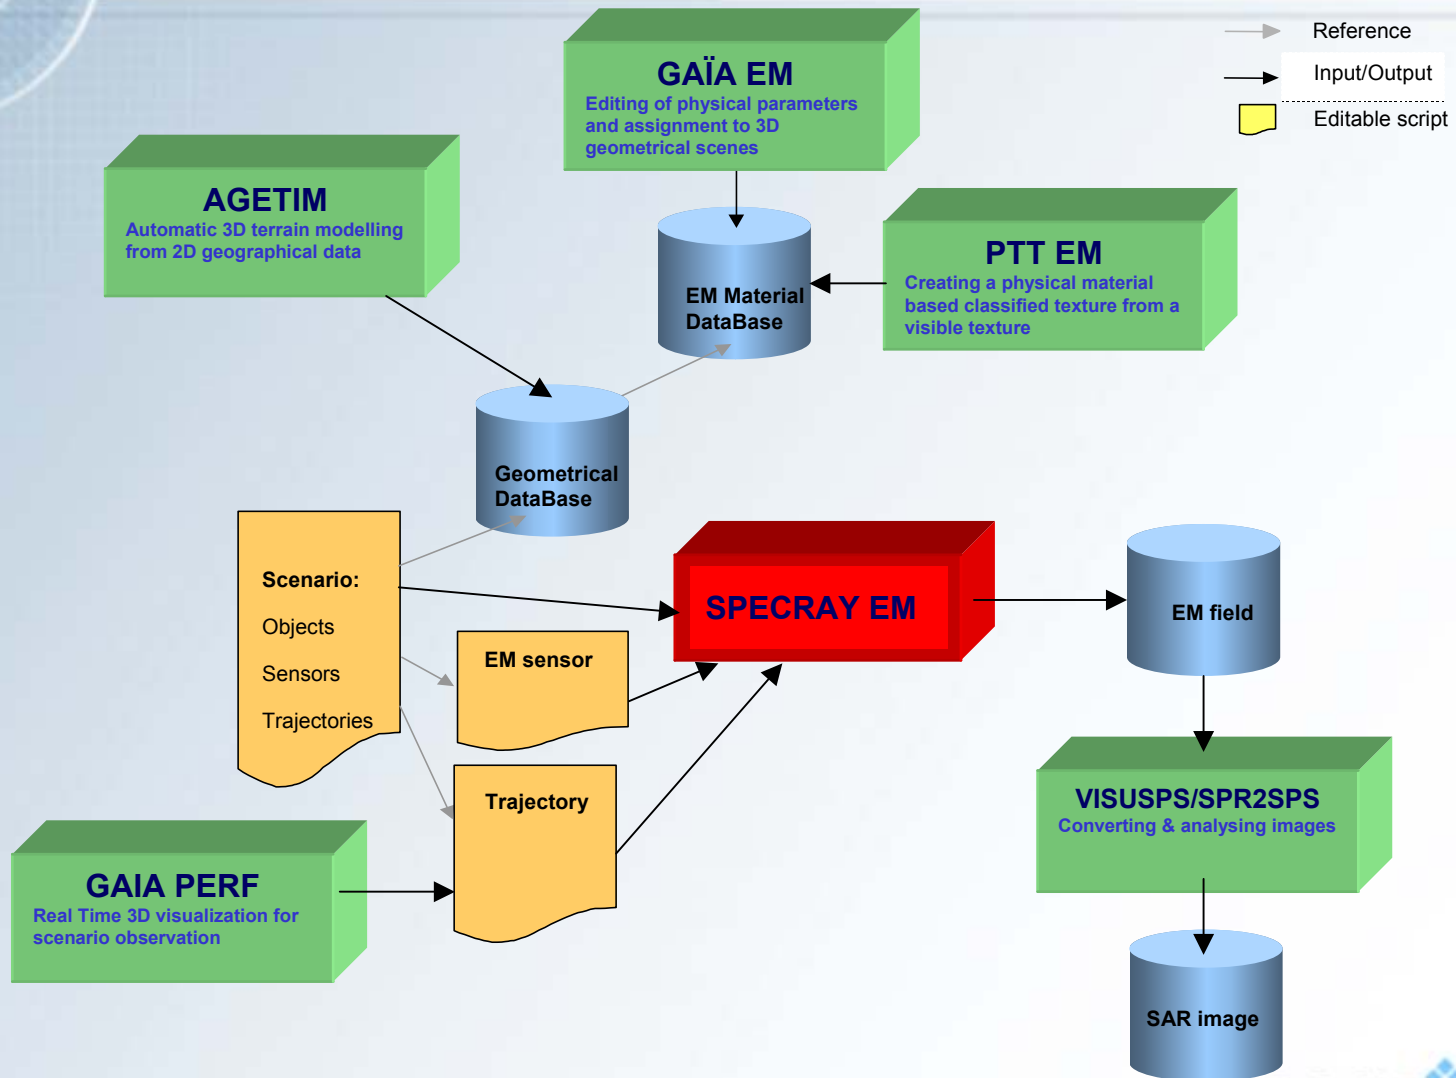 Reference
Input/Output
Editable script
GAÏA EM
Editing of physical parameters
and assignment to 3D
geometrical scenes
AGETIM
Automatic 3D terrain modelling
from 2D geographical data
PTT EM
Creating a physical material
based classified texture from a
visible texture
EM Material
DataBase
Geometrical
DataBase
Scenario:
Objects
Sensors
Trajectories
EM sensor
SPECRAY EM
EM field
Trajectory
VISUSPS/SPR2SPS
Converting & analysing images
GAIA PERF
Real Time 3D visualization for
scenario observation
SAR image